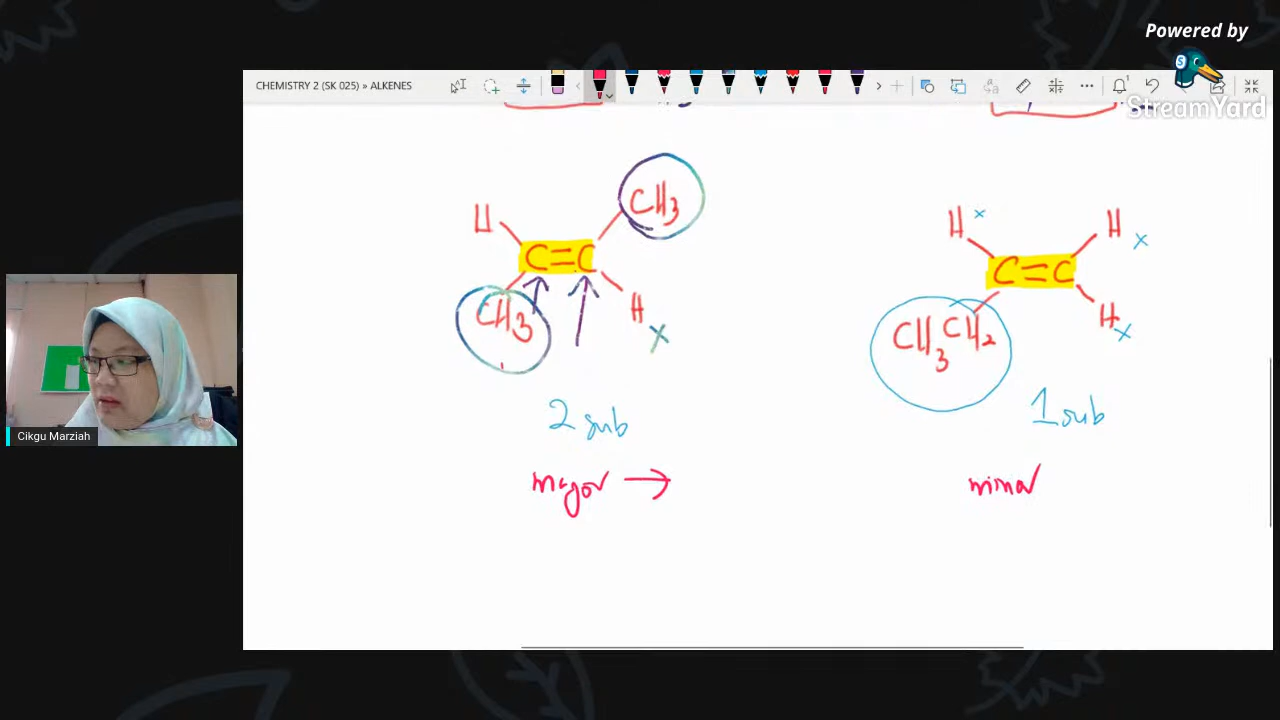 Powered by
StreamYard
CHEMISTRY 2 (SK 025) » ALKENES
H CH3
C=C
CH3 H x
2 sub
major →
H x H x
C=C
CH3CH2 H x
1 sub
minor
Cikgu Marziah